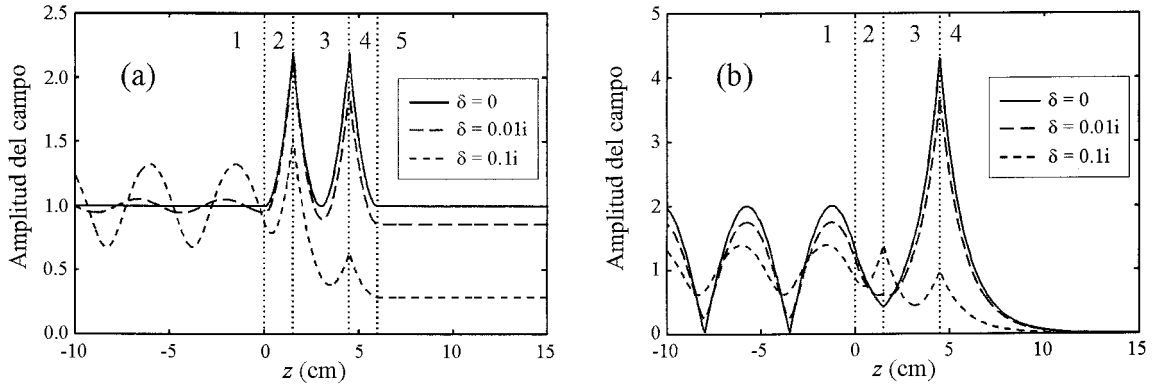 2.5
2.0
1.5
1.0
0.5
0.0
-10
-5
0
5
10
15
Amplitud del campo
z (cm)
(a)
1 2 3 4 5
δ = 0
δ = 0.01i
δ = 0.1i
5
4
3
2
1
0
-10
-5
0
5
10
15
Amplitud del campo
z (cm)
(b)
1 2 3 4
δ = 0
δ = 0.01i
δ = 0.1i